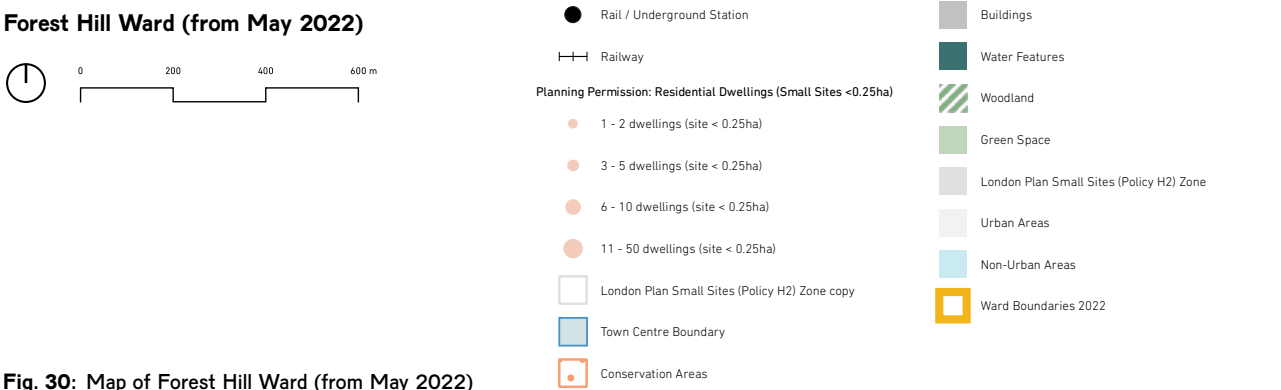 Forest Hill Ward (from May 2022)
0 200 400 600 m
Rail / Underground Station
Railway
Planning Permission: Residential Dwellings (Small Sites <0.25ha)
1 - 2 dwellings (site < 0.25ha)
3 - 5 dwellings (site < 0.25ha)
6 - 10 dwellings (site < 0.25ha)
11 - 50 dwellings (site < 0.25ha)
London Plan Small Sites (Policy H2) Zone copy
Town Centre Boundary
Conservation Areas
Buildings
Water Features
Woodland
Green Space
London Plan Small Sites (Policy H2) Zone
Urban Areas
Non-Urban Areas
Ward Boundaries 2022
Fig. 30: Map of Forest Hill Ward (from May 2022)